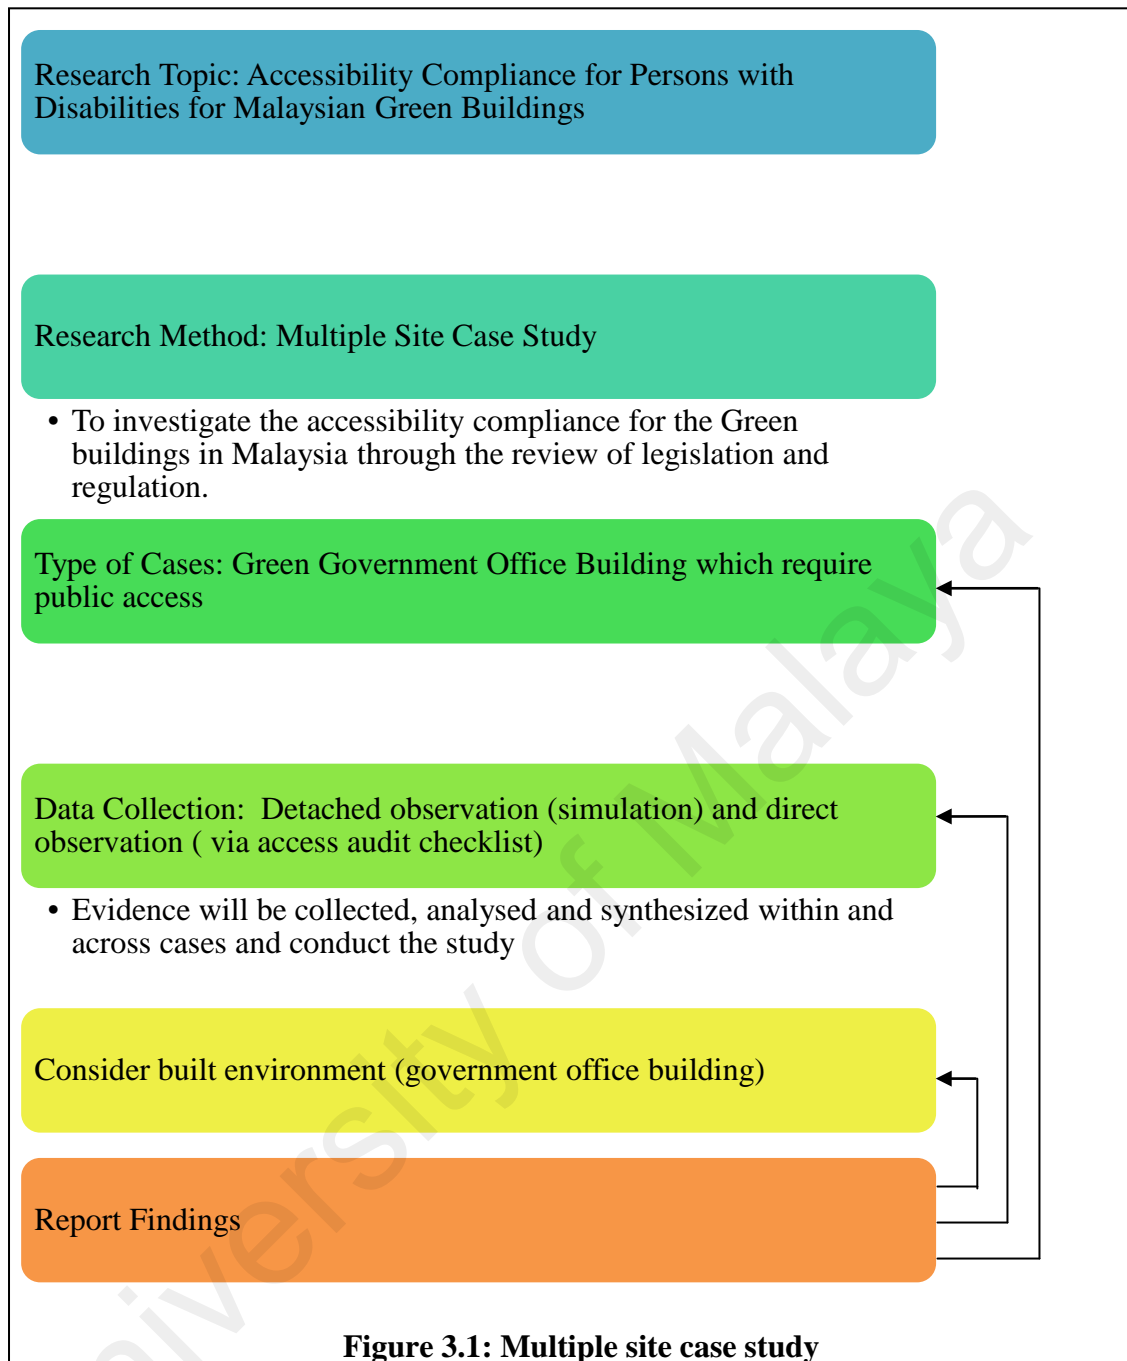 Research Topic: Accessibility Compliance for Persons with
Disabilities for Malaysian Green Buildings
Research Method: Multiple Site Case Study
• To investigate the accessibility compliance for the Green
buildings in Malaysia through the review of legislation and
regulation.
Type of Cases: Green Government Office Building which require
public access
Data Collection:  Detached observation (simulation) and direct
observation ( via access audit checklist)
• Evidence will be collected, analysed and synthesized within and
across cases and conduct the study
Consider built environment (government office building)
Report Findings
Figure 3.1: Multiple site case study
University of Malaya